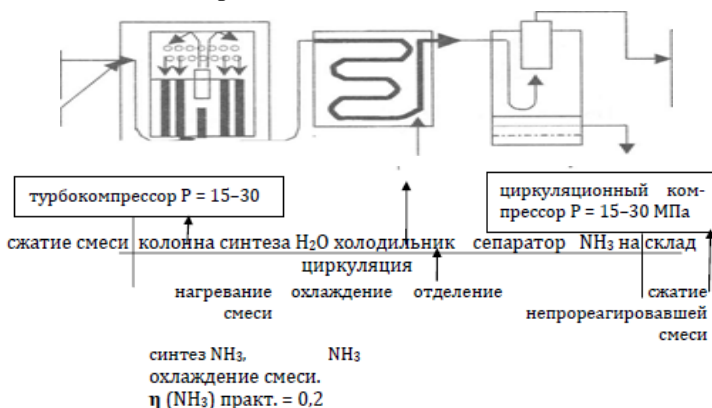 турбокомпрессор P = 15–30
циркуляционный ком-
прессор P = 15–30 МПа
сжатие смеси колонна синтеза H₂O холодильник сепаратор NH₃ на склад
циркуляция
нагревание охлаждение отделение сжатие
смеси непрореагировавшей
смеси
синтез NH₃, NH₃
охлаждение смеси.
η (NH₃) практ. = 0,2